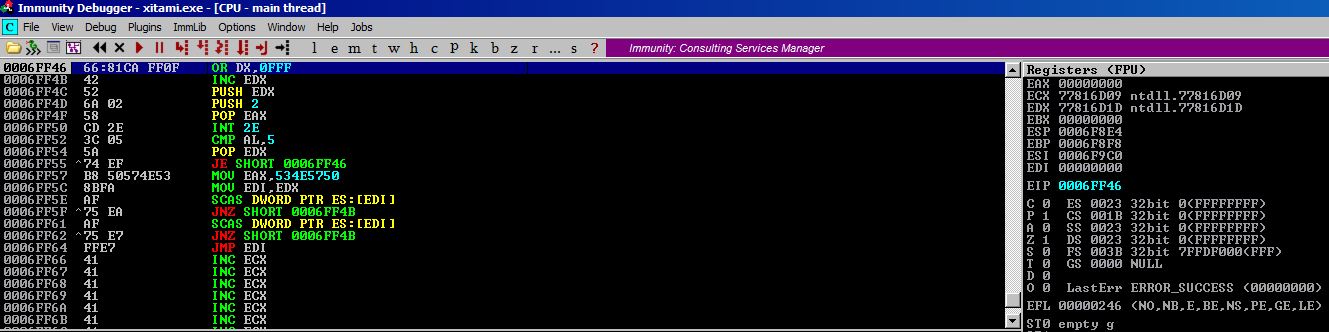 Immunity Debugger - xitami.exe - [CPU - main thread]
C File View Debug Plugins ImmLib Options Window Help Jobs
l e m t w h c p k b z r ... s ? Immunity: Consulting Services Manager
0006FF46 66:81CA FF0F OR DX,0FFF
0006FF4B 42 INC EDX
0006FF4C 52 PUSH EDX
0006FF4D 6A 02 PUSH 2
0006FF4F 58 POP EAX
0006FF50 CD 2E INT 2E
0006FF52 3C 05 CMP AL,5
0006FF54 5A POP EDX
0006FF55 ^74 EF JE SHORT 0006FF46
0006FF57 B8 50574E53 MOV EAX,534E5750
0006FF5C 8BFA MOV EDI,EDX
0006FF5E AF SCAS DWORD PTR ES:[EDI]
0006FF5F ^75 EA JNZ SHORT 0006FF4B
0006FF61 AF SCAS DWORD PTR ES:[EDI]
0006FF62 ^75 E7 JNZ SHORT 0006FF4B
0006FF64 FFE7 JMP EDI
0006FF66 41 INC ECX
0006FF67 41 INC ECX
0006FF68 41 INC ECX
0006FF69 41 INC ECX
0006FF6A 41 INC ECX
0006FF6B 41 INC ECX
Registers (FPU)
EAX 00000000
ECX 77816D09 ntdll.77816D09
EDX 77816D1D ntdll.77816D1D
EBX 00000000
ESP 0006F8E4
EBP 0006F8F8
ESI 0006F9C0
EDI 00000000
EIP 0006FF46
C 0 ES 0023 32bit 0(FFFFFFFF)
P 1 CS 001B 32bit 0(FFFFFFFF)
A 0 SS 0023 32bit 0(FFFFFFFF)
Z 1 DS 0023 32bit 0(FFFFFFFF)
S 0 FS 003B 32bit 7FFDF000(FFF)
T 0 GS 0000 NULL
D 0
O 0 LastErr ERROR_SUCCESS (00000000)
EFL 00000246 (NO,NB,E,BE,NS,PE,GE,LE)
ST0 empty g